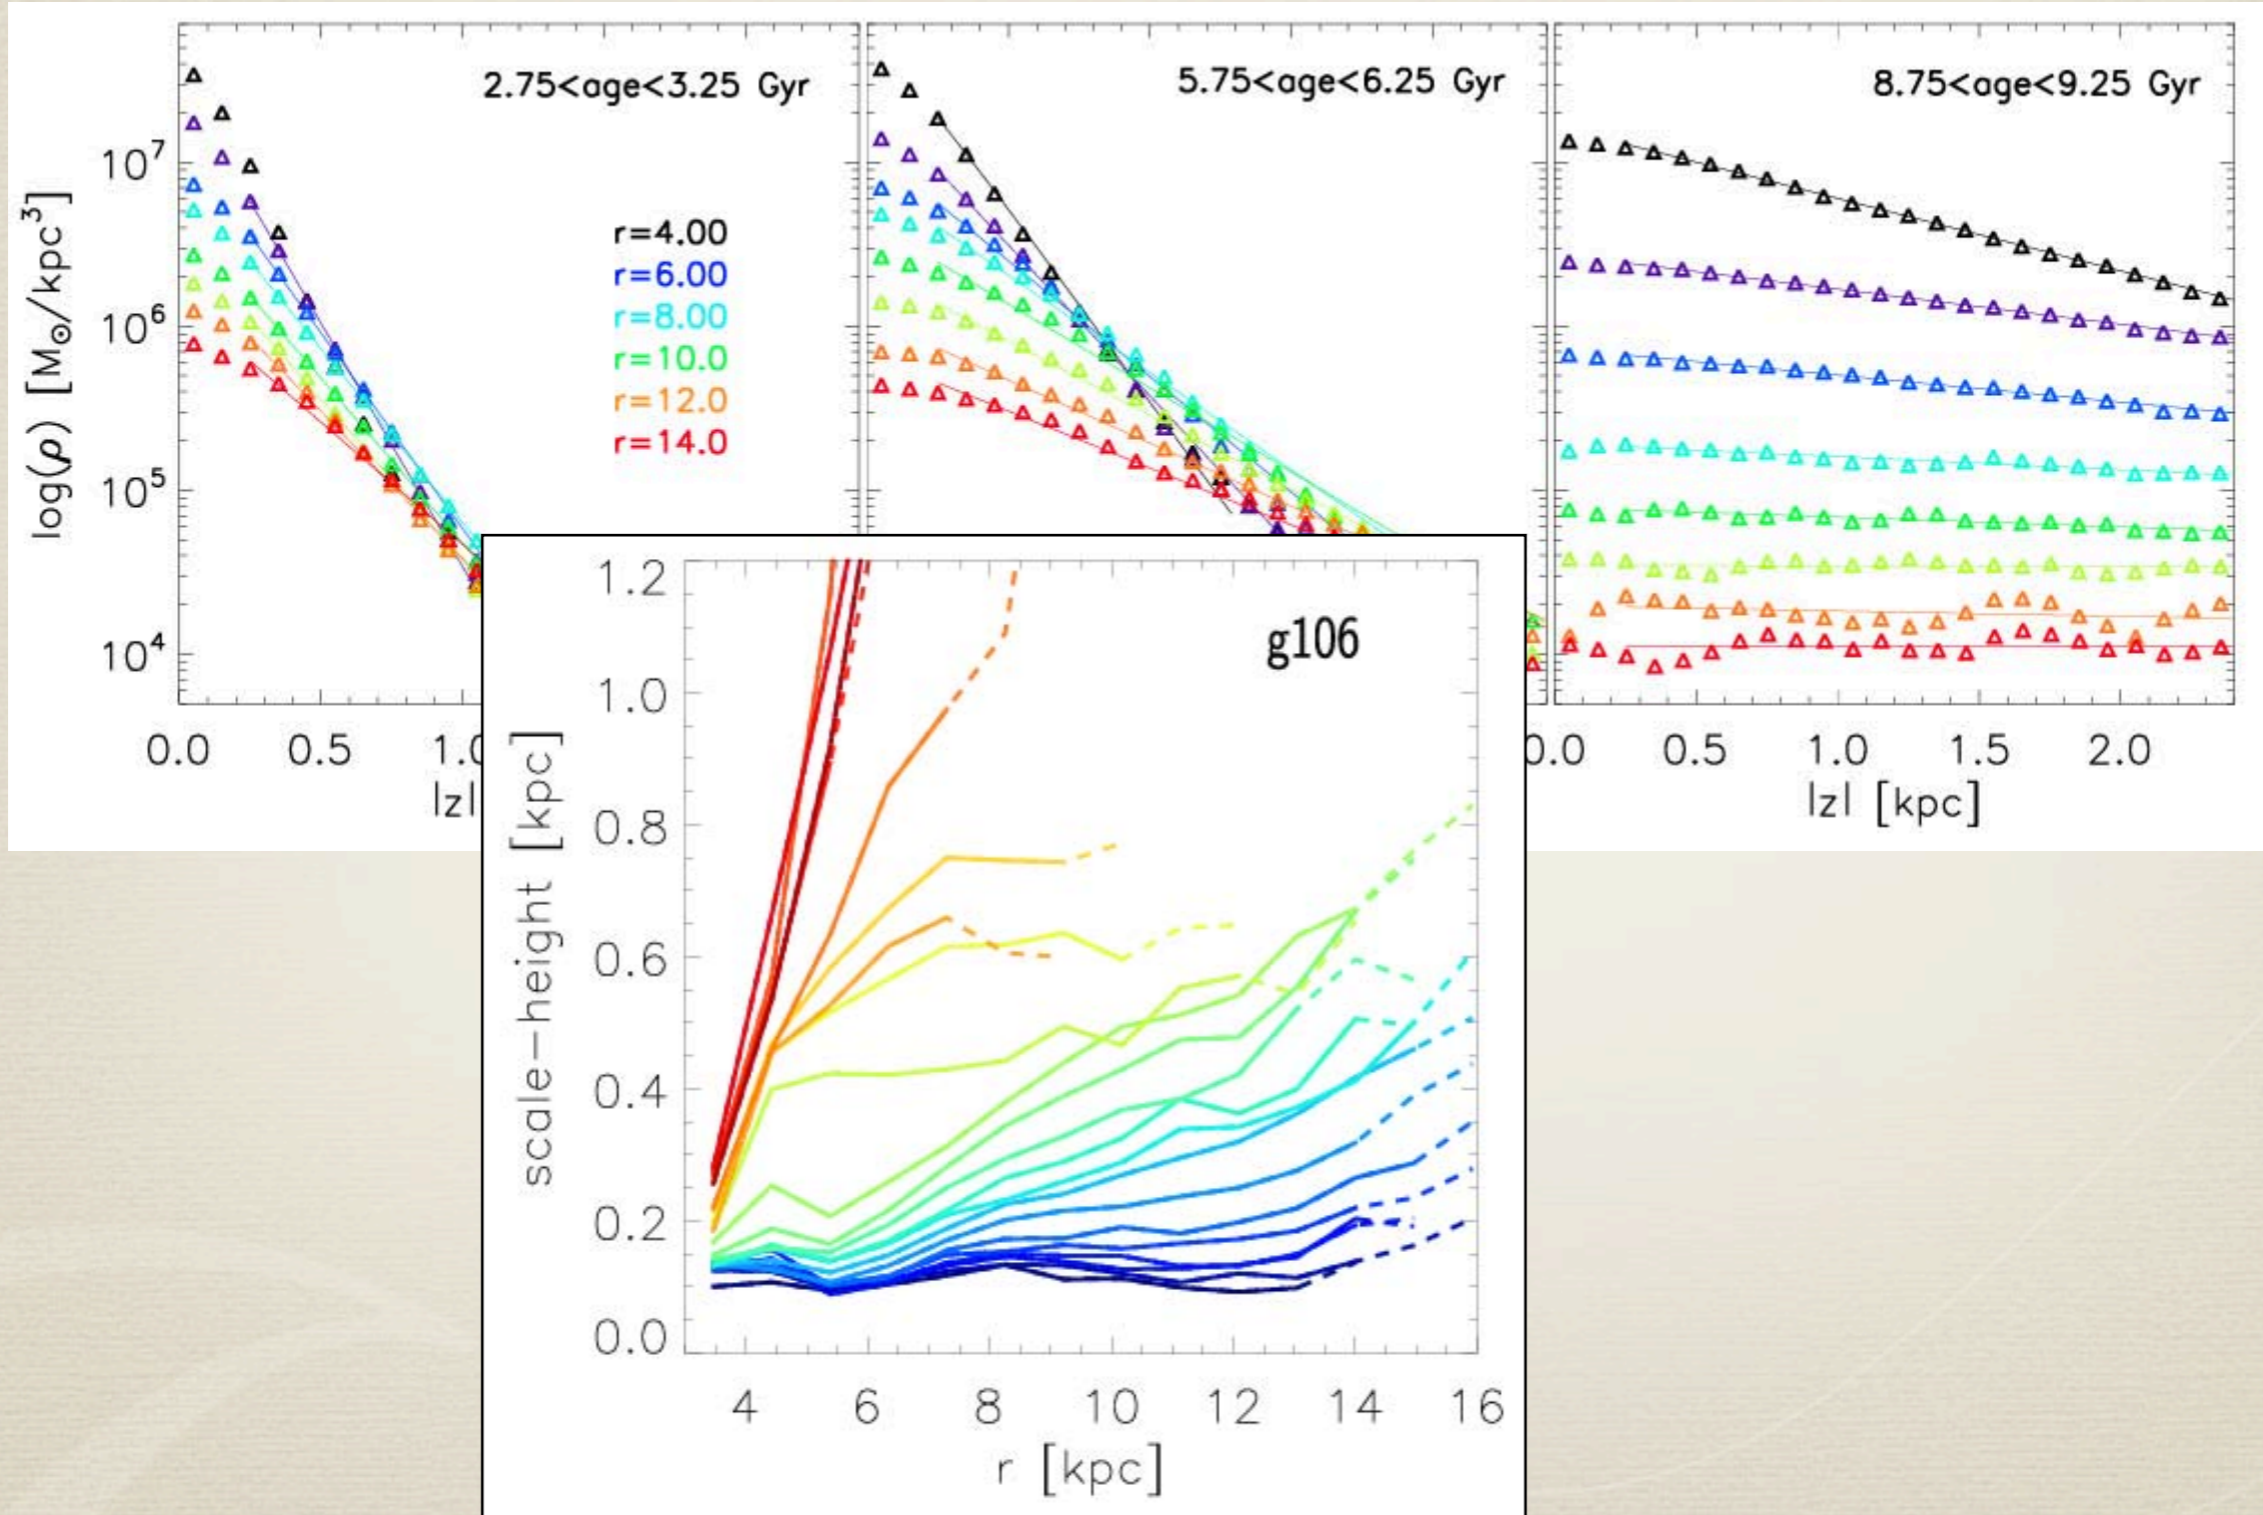 2.75<age<3.25 Gyr
5.75<age<6.25 Gyr
8.75<age<9.25 Gyr
log(ρ) [M☉/kpc³]
10⁷
10⁶
10⁵
10⁴
r=4.00
r=6.00
r=8.00
r=10.0
r=12.0
r=14.0
0.0 0.5 1.0
|z|
0.0 0.5 1.0 1.5 2.0
|z| [kpc]
g106
scale-height [kpc]
1.2
1.0
0.8
0.6
0.4
0.2
0.0
4 6 8 10 12 14 16
r [kpc]